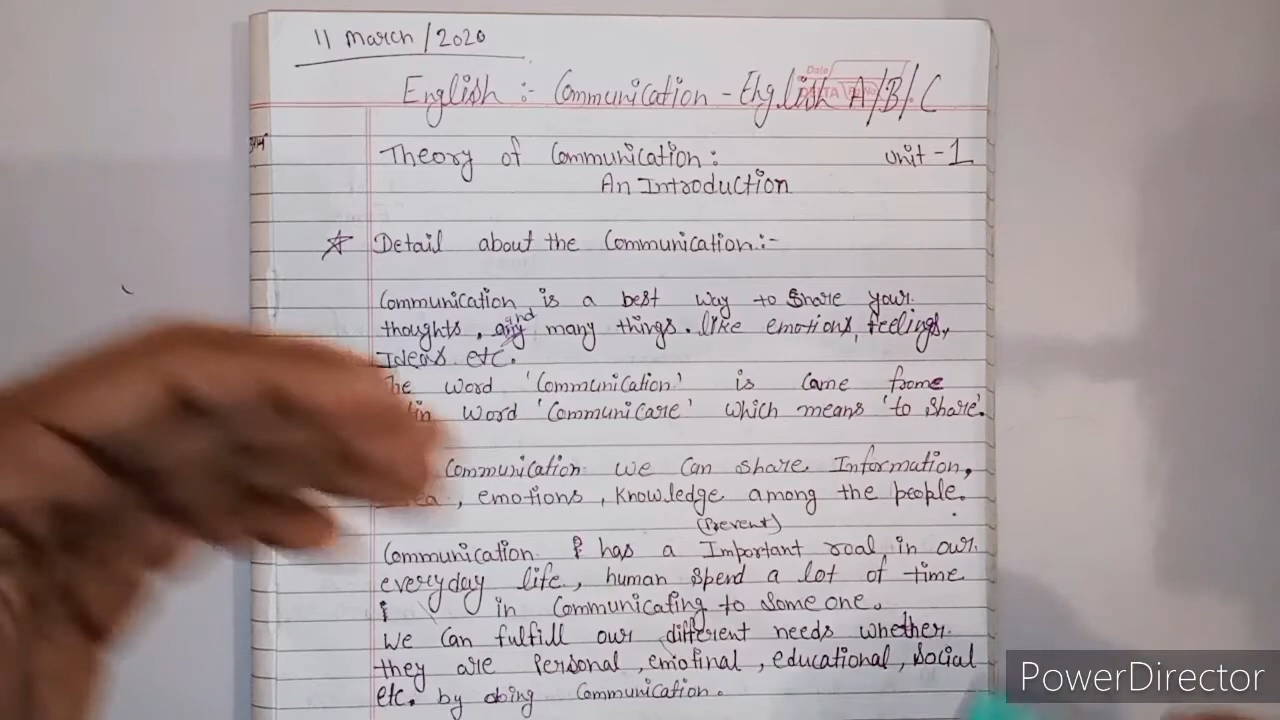 11 March/2020
English :- Communication - English A/B/C
Date
Theory of Communication: Unit - 1
An Introduction
☆ Detail about the Communication:-
Communication is a best way to Share your
thoughts, and many things. like emotions, feelings,
Ideas etc.
he word 'Communication' is came frome
tin word 'Communicare' which means 'to share'.
Communication we can share Information,
ea, emotions, knowledge among the people.
(Prevent)
Communication has a Important roal in our
everyday life, human spend a lot of time
in Communicating to some one.
We can fulfill our different needs whether
they are Personal, emotinal, educational, social
etc. by doing Communication.
PowerDirector